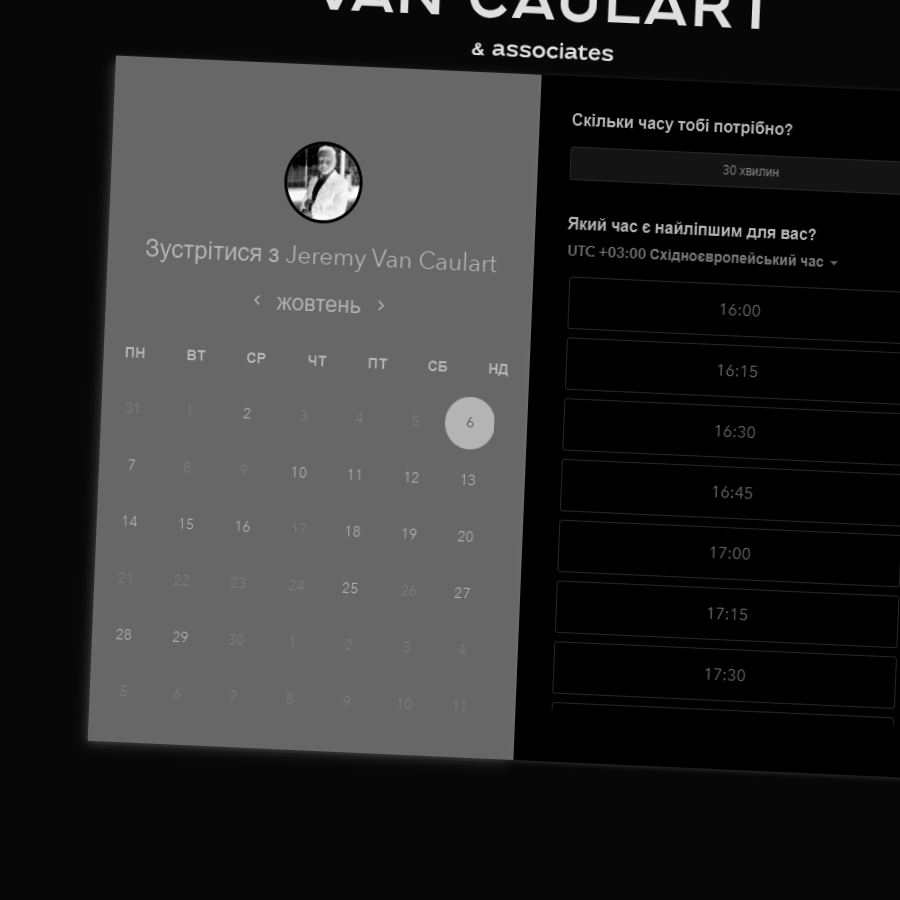 VAN CAULART
& associates
Зустрітися з Jeremy Van Caulart
жовтень
ПН ВТ СР ЧТ ПТ СБ НД
31 1 2 3 4 5 6
7 8 9 10 11 12 13
14 15 16 17 18 19 20
21 22 23 24 25 26 27
28 29 30 1 2 3 4
5 6 7 8 9 10 11
Скільки часу тобі потрібно?
30 хвилин
Який час є найліпшим для вас?
UTC +03:00 Східноєвропейський час
16:00
16:15
16:30
16:45
17:00
17:15
17:30